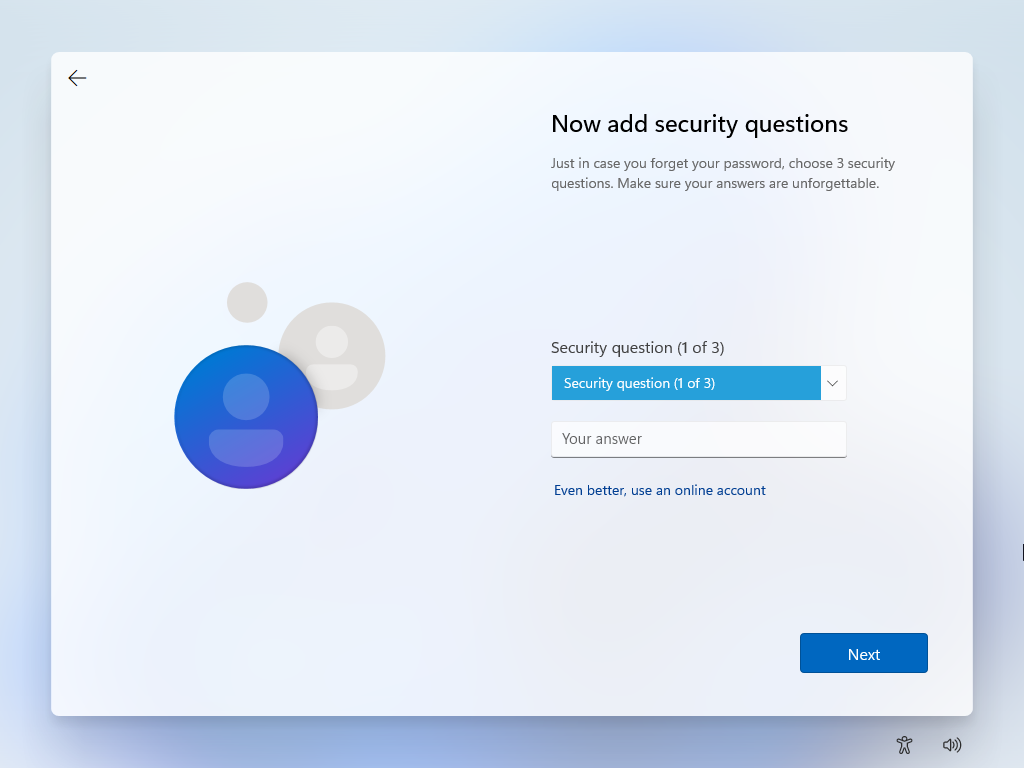 Now add security questions
Just in case you forget your password, choose 3 security
questions. Make sure your answers are unforgettable.
Security question (1 of 3)
Security question (1 of 3)
Your answer
Even better, use an online account
Next